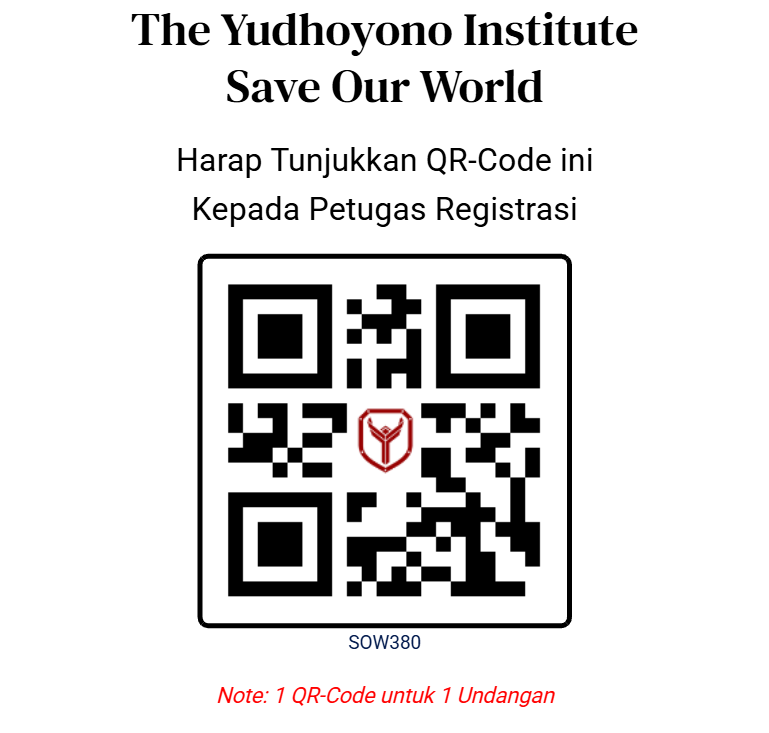 The Yudhoyono Institute
Save Our World
Harap Tunjukkan QR-Code ini
Kepada Petugas Registrasi
SOW380
Note: 1 QR-Code untuk 1 Undangan